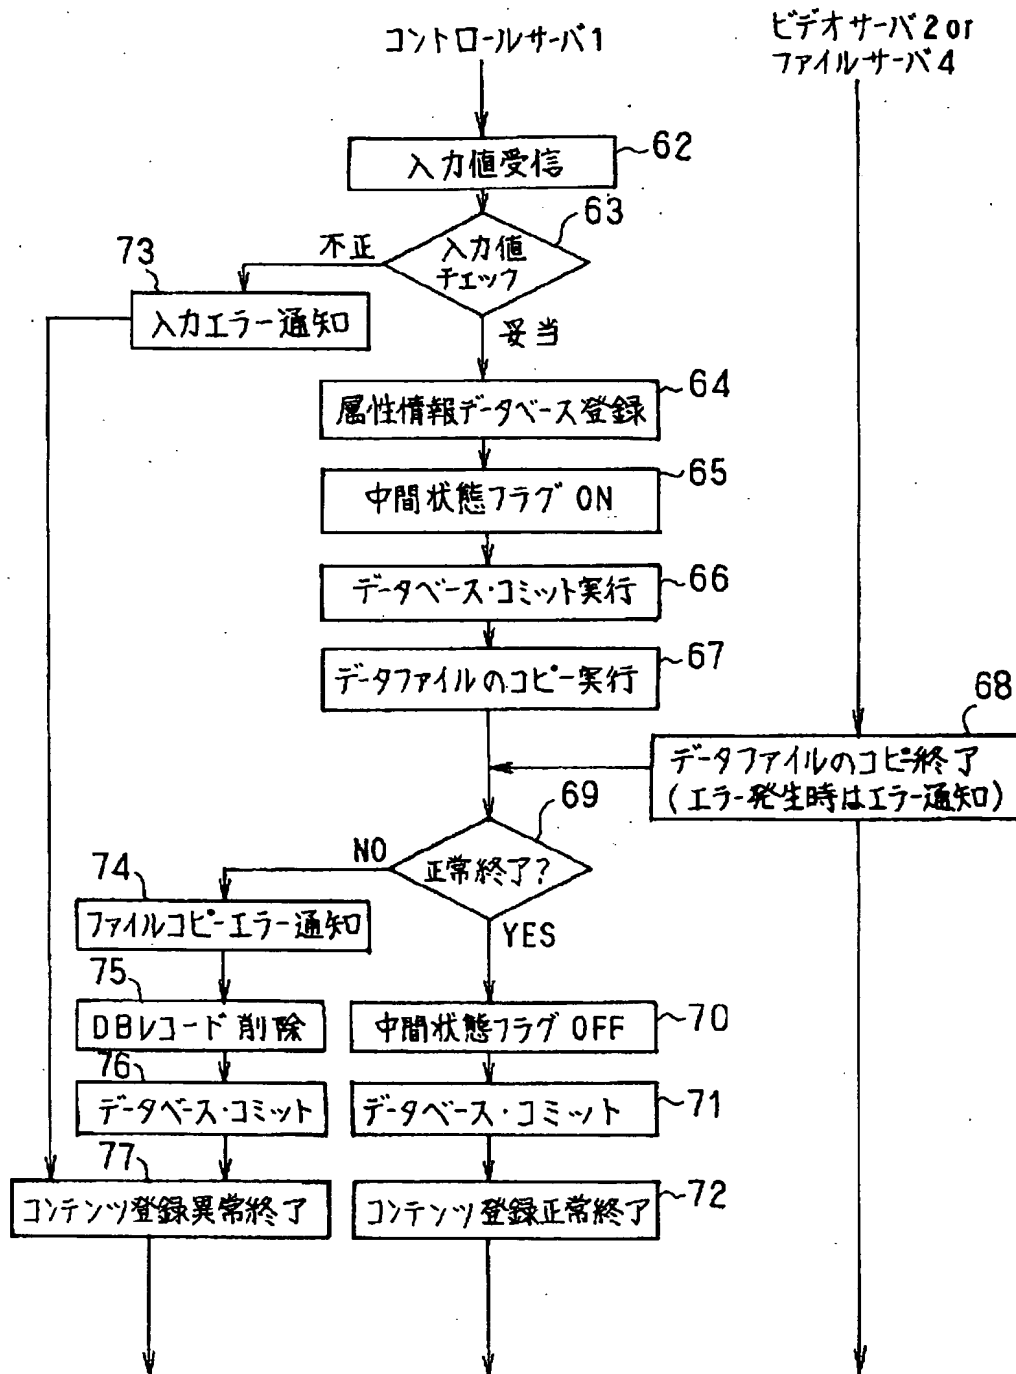 コントロールサーバ1
ビデオサーバ2or
ファイルサーバ4
入力値受信
62
63
入力値
チェック
不正
73
入力エラー通知
妥当
属性情報データベース登録
64
中間状態フラグ ON
65
データベース・コミット実行
66
データファイルのコピー実行
67
68
データファイルのコピー終了
(エラー発生時はエラー通知)
69
正常終了?
NO
YES
74
ファイルコピーエラー通知
75
DBレコード削除
中間状態フラグ OFF
70
76
データベース・コミット
データベース・コミット
71
77
コンテンツ登録異常終了
コンテンツ登録正常終了
72